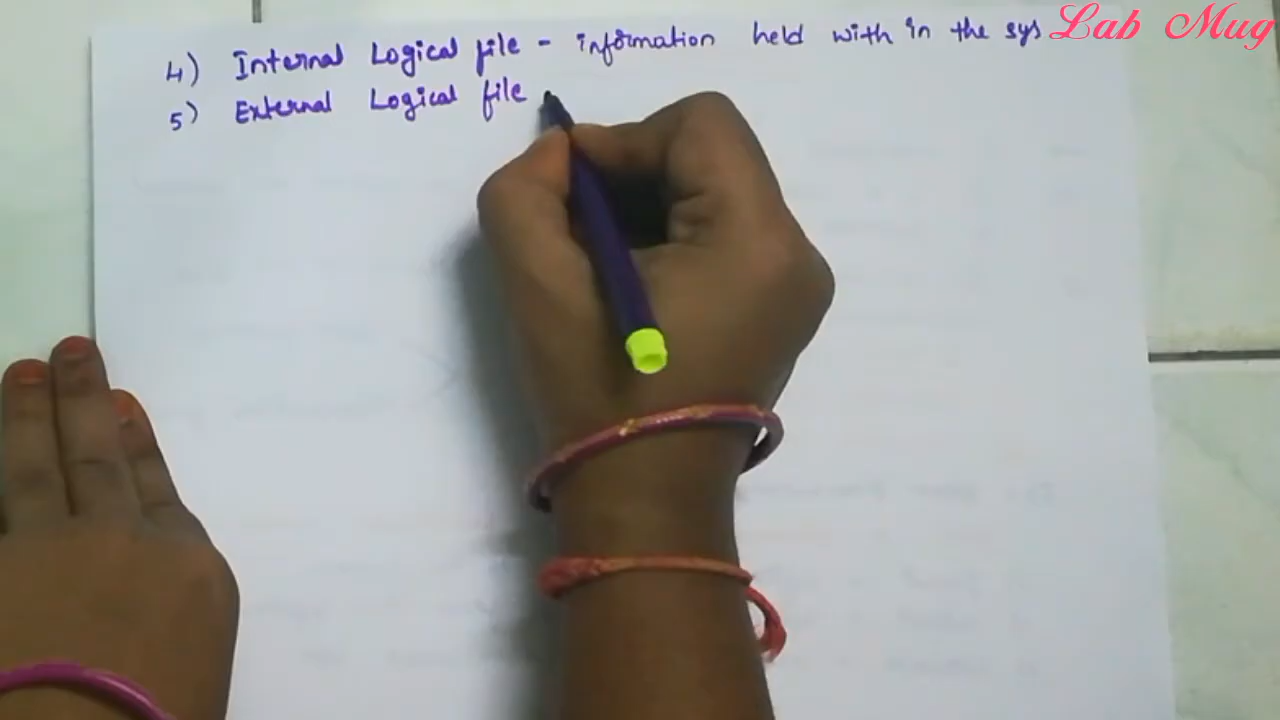 Lab Mug
4) Internal Logical file - information held with in the sys
5) External Logical file